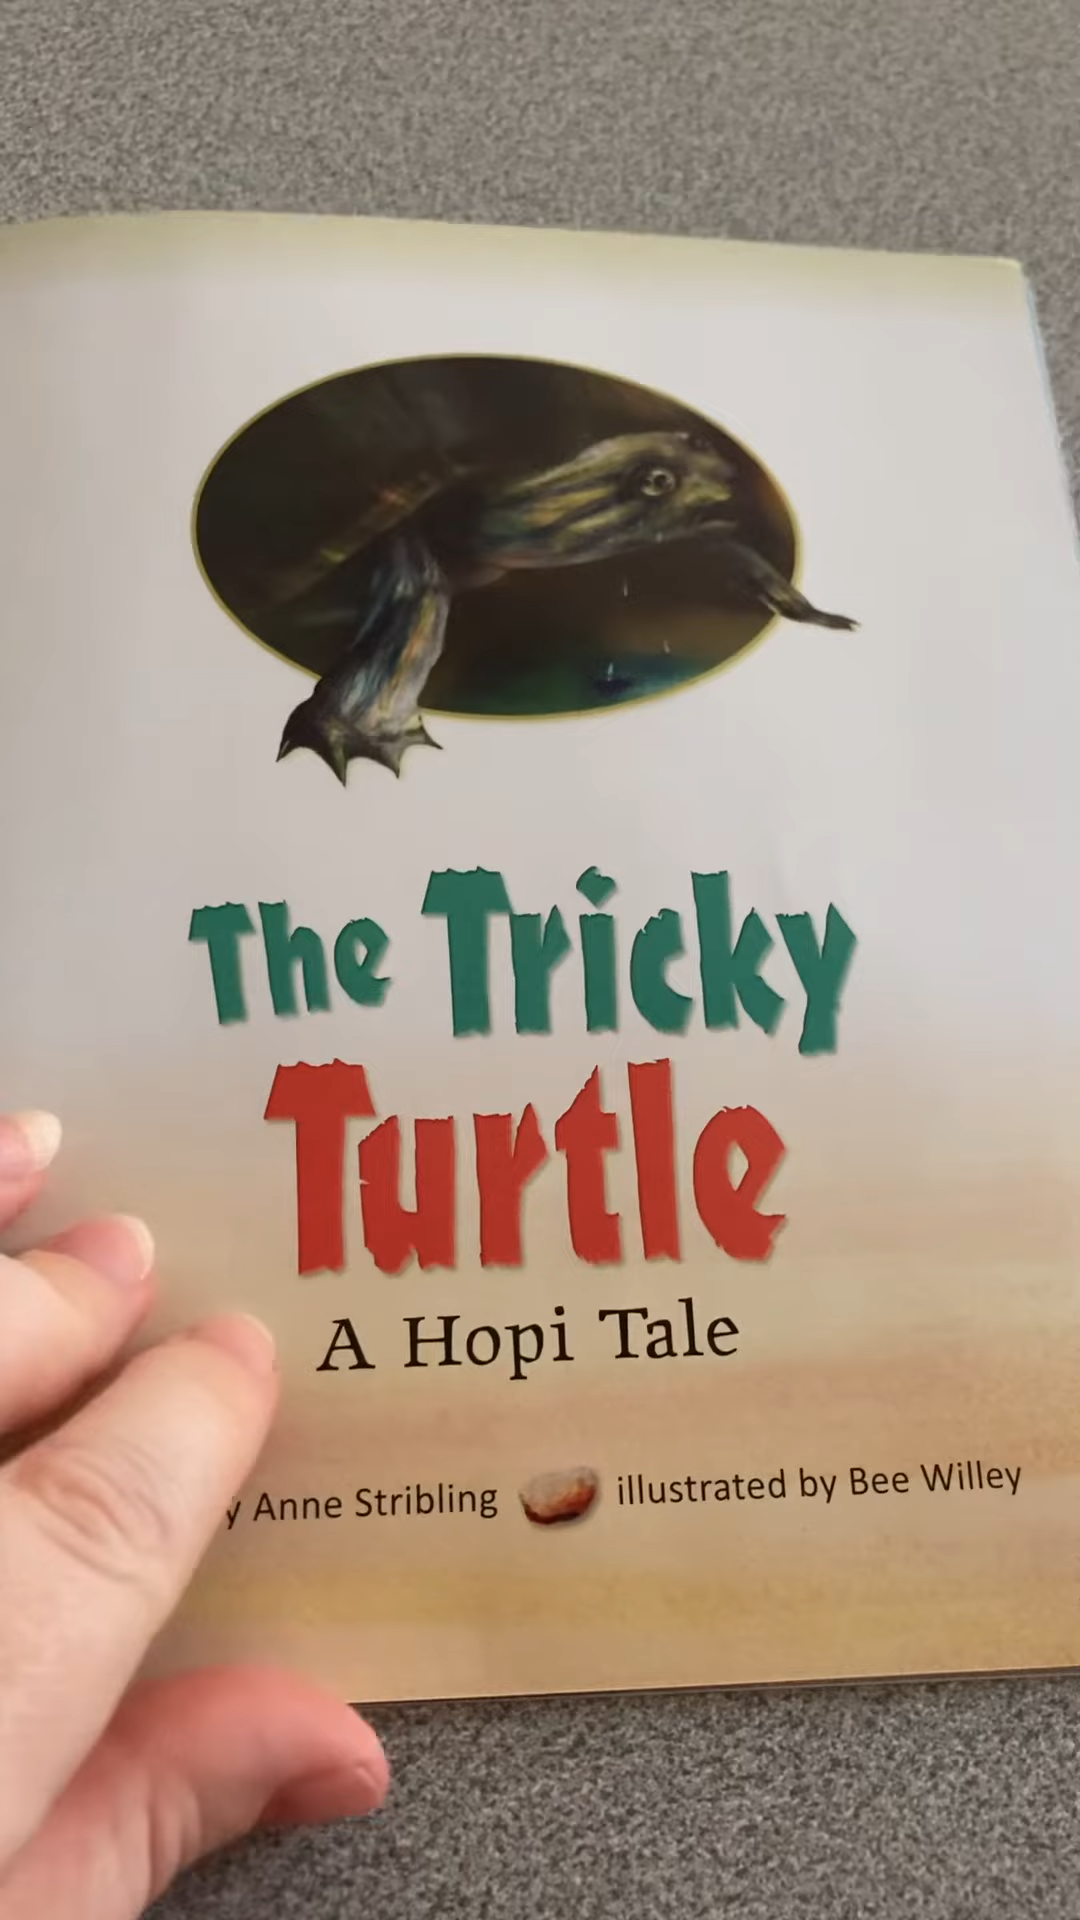 The Tricky
Turtle
A Hopi Tale
y Anne Stribling illustrated by Bee Willey